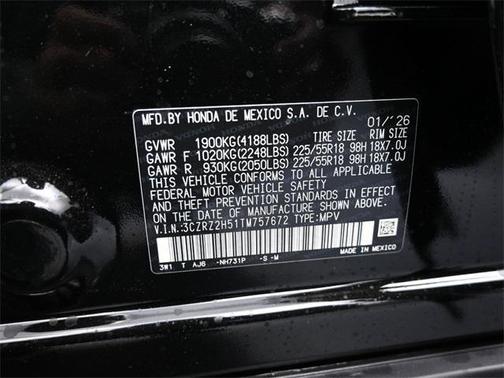 MFD.BY HONDA DE MEXICO S.A. DE C.V.
01/'26
GVWR 1900KG(4188LBS) TIRE SIZE RIM SIZE
GAWR F 1020KG(2248LBS) 225/55R18 98H 18X7.0J
GAWR R 930KG(2050LBS) 225/55R18 98H 18X7.0J
THIS VEHICLE CONFORMS TO ALL APPLICABLE
FEDERAL MOTOR VEHICLE SAFETY STANDARDS IN EFFECT ON
THE DATE OF MANUFACTURE SHOWN ABOVE.
V.I.N.:3CZRZ2H51TM757672 TYPE:MPV
3W1 T AJ6 -NH731P -S -M
MADE IN MEXICO